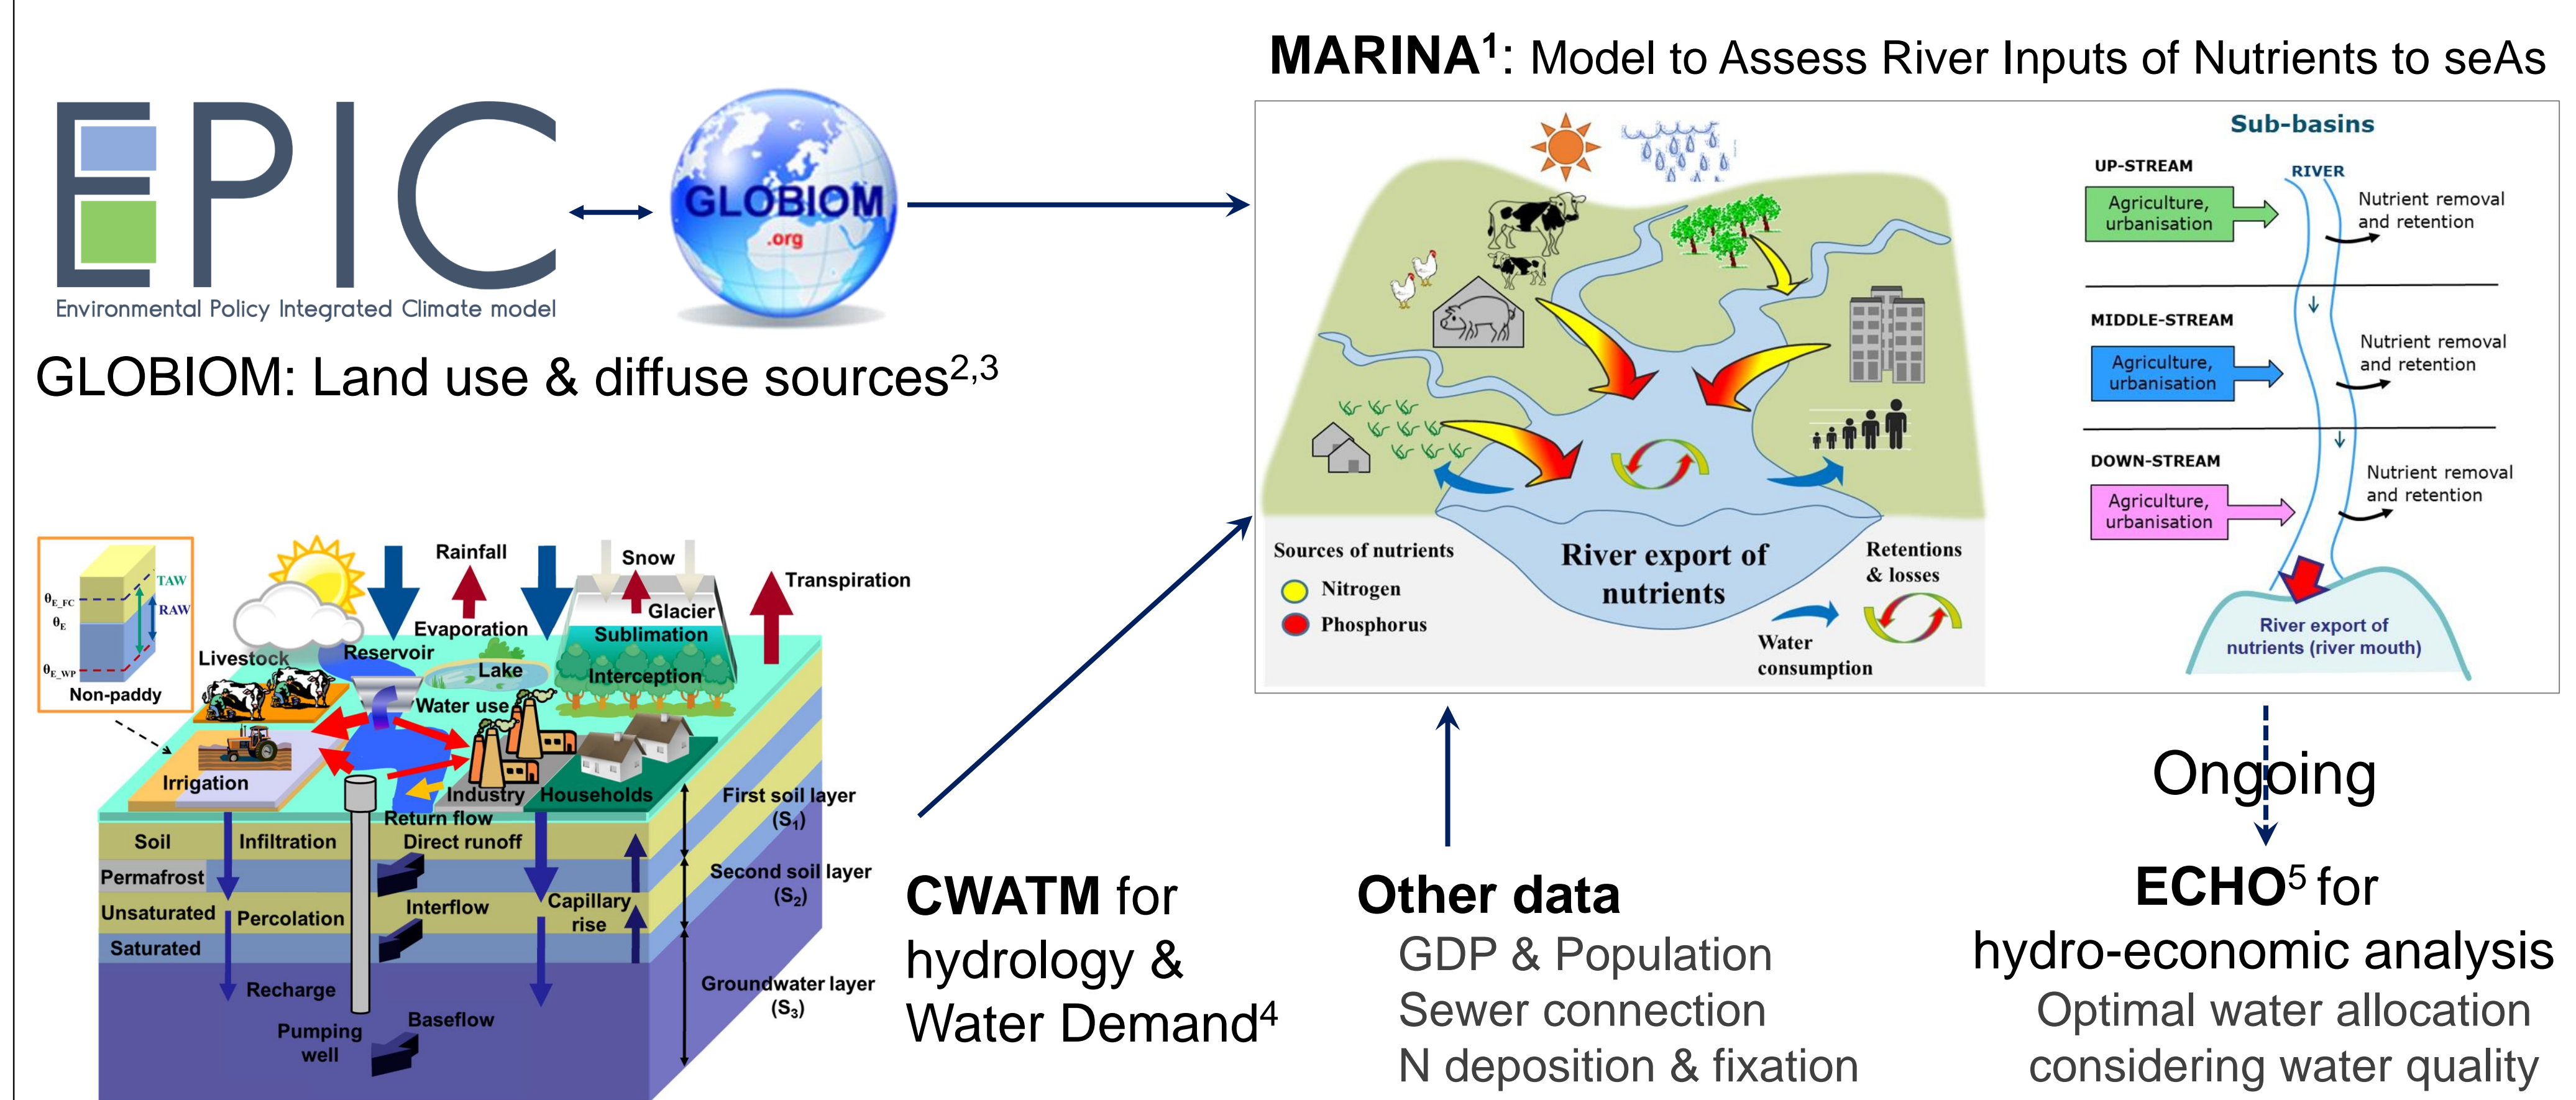 MARINA¹: Model to Assess River Inputs of Nutrients to seAs
EPIC
Environmental Policy Integrated Climate model
GLOBIOM
.org
GLOBIOM: Land use & diffuse sources²,³
Sub-basins
UP-STREAM
RIVER
Agriculture,
urbanisation
Nutrient removal
and retention
MIDDLE-STREAM
Agriculture,
urbanisation
Nutrient removal
and retention
DOWN-STREAM
Agriculture,
urbanisation
Nutrient removal
and retention
River export of
nutrients (river mouth)
Sources of nutrients
Nitrogen
Phosphorus
River export of
nutrients
Retentions
& losses
Water
consumption
TAW
RAW
θE_FC
θE
θE_WP
Non-paddy
Rainfall
Snow
Transpiration
Glacier
Evaporation
Sublimation
Reservoir
Livestock
Lake
Interception
Water use
Irrigation
Industry
Households
Return flow
First soil layer
(S₁)
Soil
Infiltration
Direct runoff
Permafrost
Second soil layer
(S₂)
Unsaturated
Percolation
Interflow
Capillary
rise
Saturated
Recharge
Groundwater layer
(S₃)
Pumping
well
Baseflow
CWATM for
hydrology &
Water Demand⁴
Other data
GDP & Population
Sewer connection
N deposition & fixation
Ongoing
ECHO⁵ for
hydro-economic analysis
Optimal water allocation
considering water quality